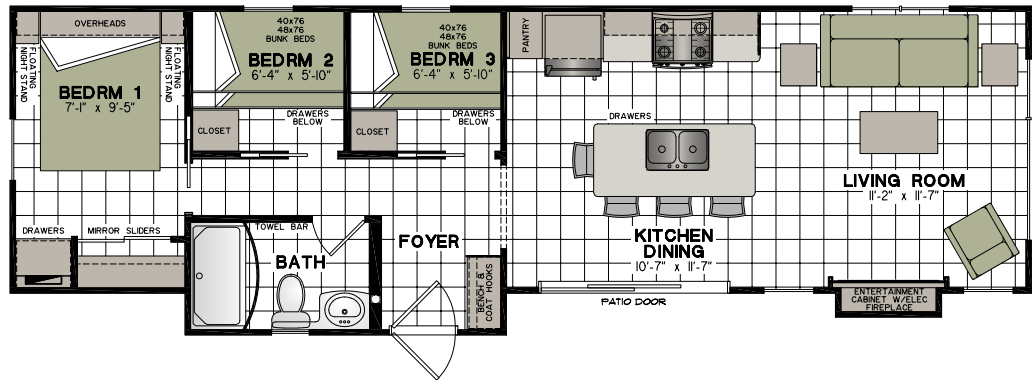 OVERHEADS
FLOATING
NIGHT STAND
FLOATING
NIGHT STAND
BEDRM 1
7'-1" x 9'-5"
DRAWERS
MIRROR SLIDERS
40x76
48x76
BUNK BEDS
BEDRM 2
6'-4" x 5'-10"
DRAWERS
BELOW
CLOSET
40x76
48x76
BUNK BEDS
BEDRM 3
6'-4" x 5'-10"
DRAWERS
BELOW
CLOSET
TOWEL BAR
BATH
FOYER
BENCH &
COAT HOOKS
PANTRY
DRAWERS
KITCHEN
DINING
10'-7" x 11'-7"
PATIO DOOR
LIVING ROOM
11'-2" x 11'-7"
ENTERTAINMENT
CABINET W/ELEC
FIREPLACE